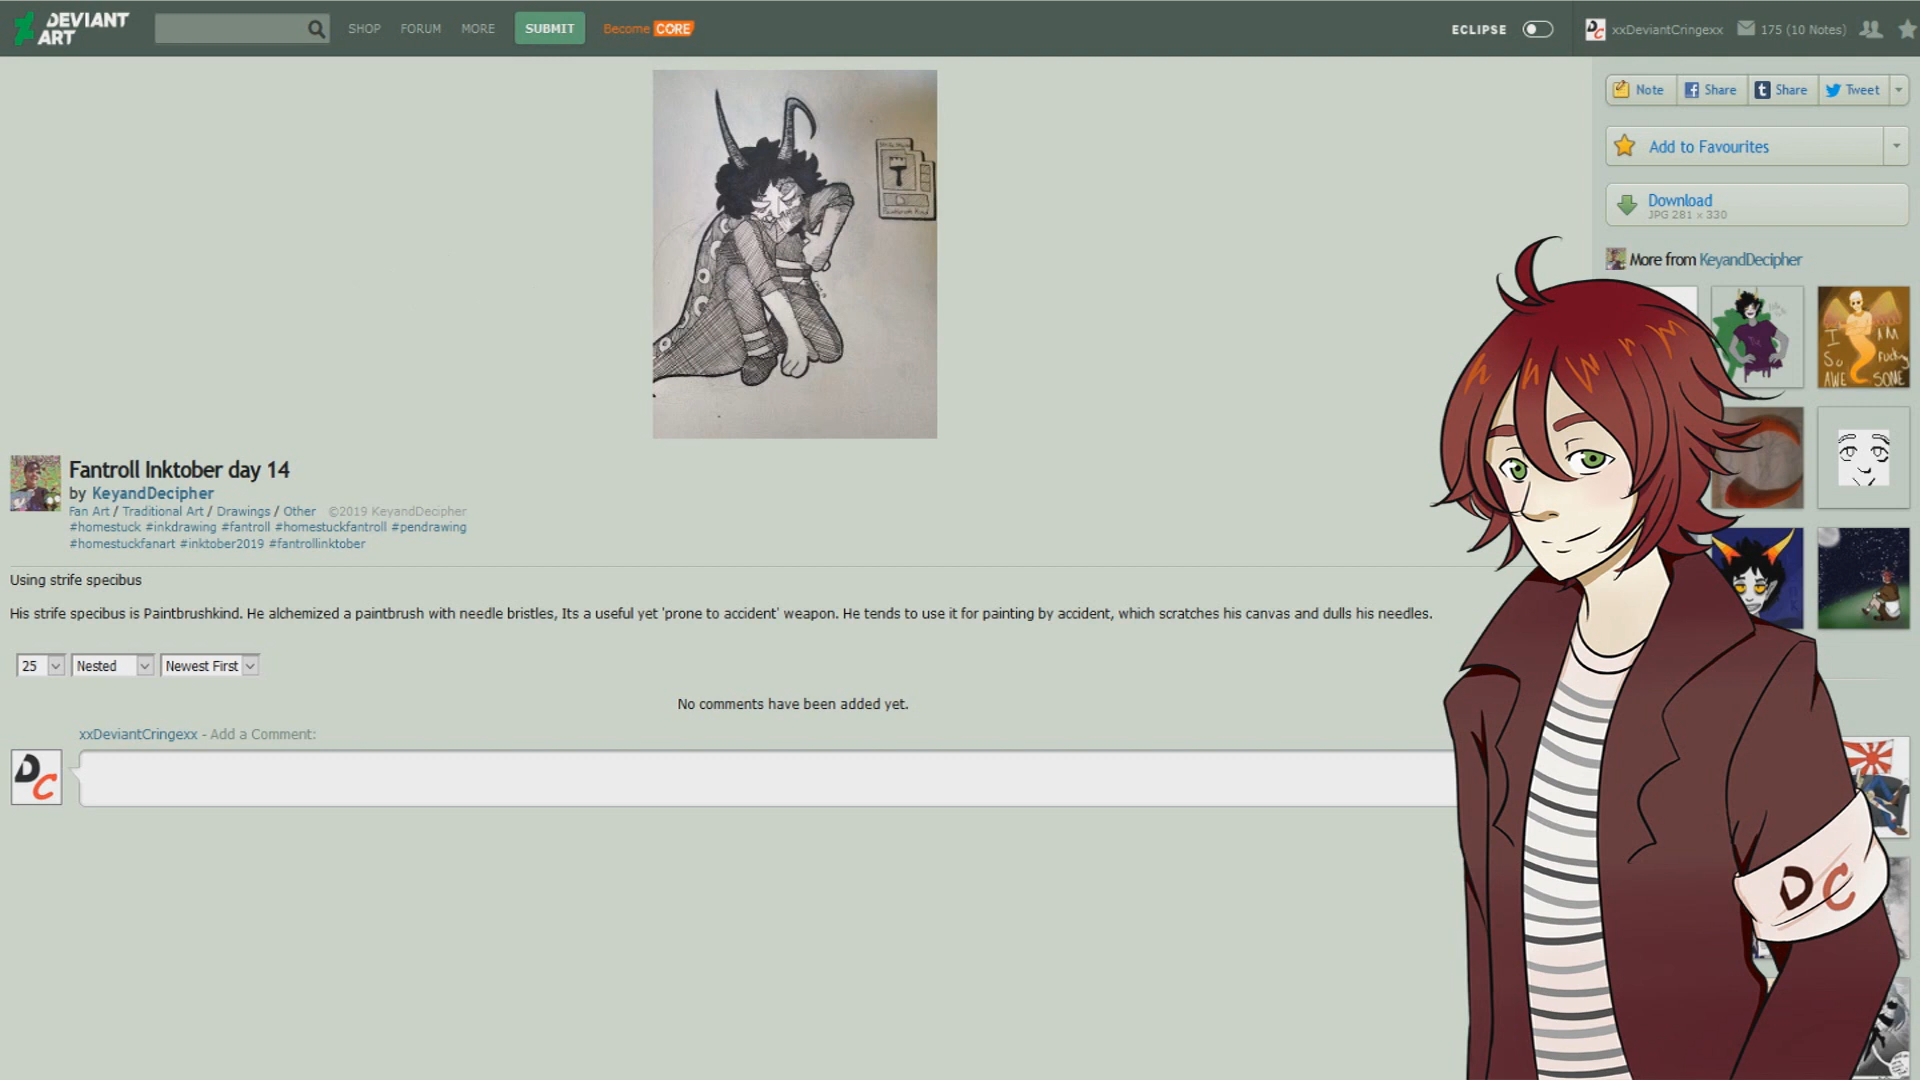 DEVIANT ART
SHOP FORUM MORE SUBMIT Become CORE
ECLIPSE xxDeviantCringexx 175 (10 Notes)
Note Share Share Tweet
Add to Favourites
Download
JPG 281 × 330
More from KeyandDecipher
I AM
SO
AWE SOME
Fantroll Inktober day 14
by KeyandDecipher
Fan Art / Traditional Art / Drawings / Other ©2019 KeyandDecipher
#homestuck #inkdrawing #fantroll #homestuckfantroll #pendrawing
#homestuckfanart #inktober2019 #fantrollinktober
Using strife specibus
His strife specibus is Paintbrushkind. He alchemized a paintbrush with needle bristles, Its a useful yet 'prone to accident' weapon. He tends to use it for painting by accident, which scratches his canvas and dulls his needles.
25 Nested Newest First
No comments have been added yet.
xxDeviantCringexx - Add a Comment:
DC
DC